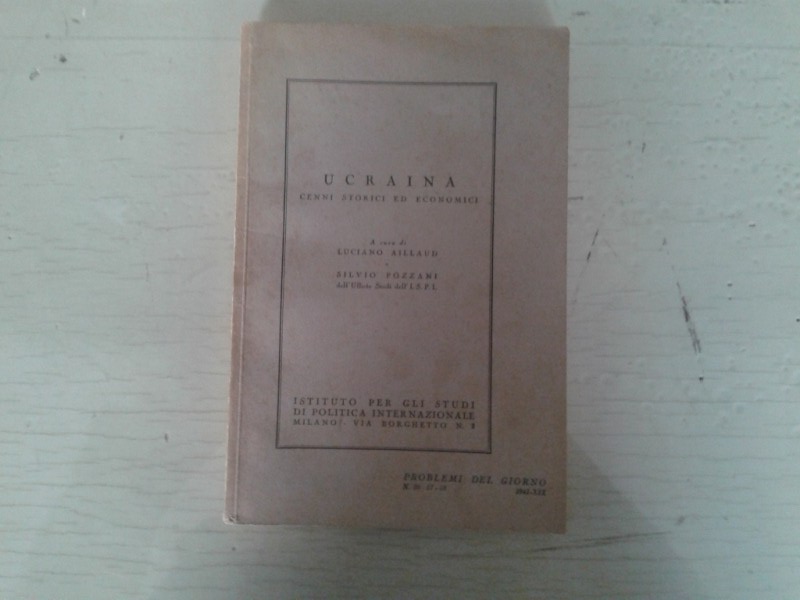 UCRAINA
CENNI STORICI ED ECONOMICI
A cura di
LUCIANO AILLAUD
e
SILVIO POZZANI
dell'Ufficio Studi dell'I.S.P.I.
ISTITUTO PER GLI STUDI
DI POLITICA INTERNAZIONALE
MILANO - VIA BORGHETTO N.
PROBLEMI DEL GIORNO
N.